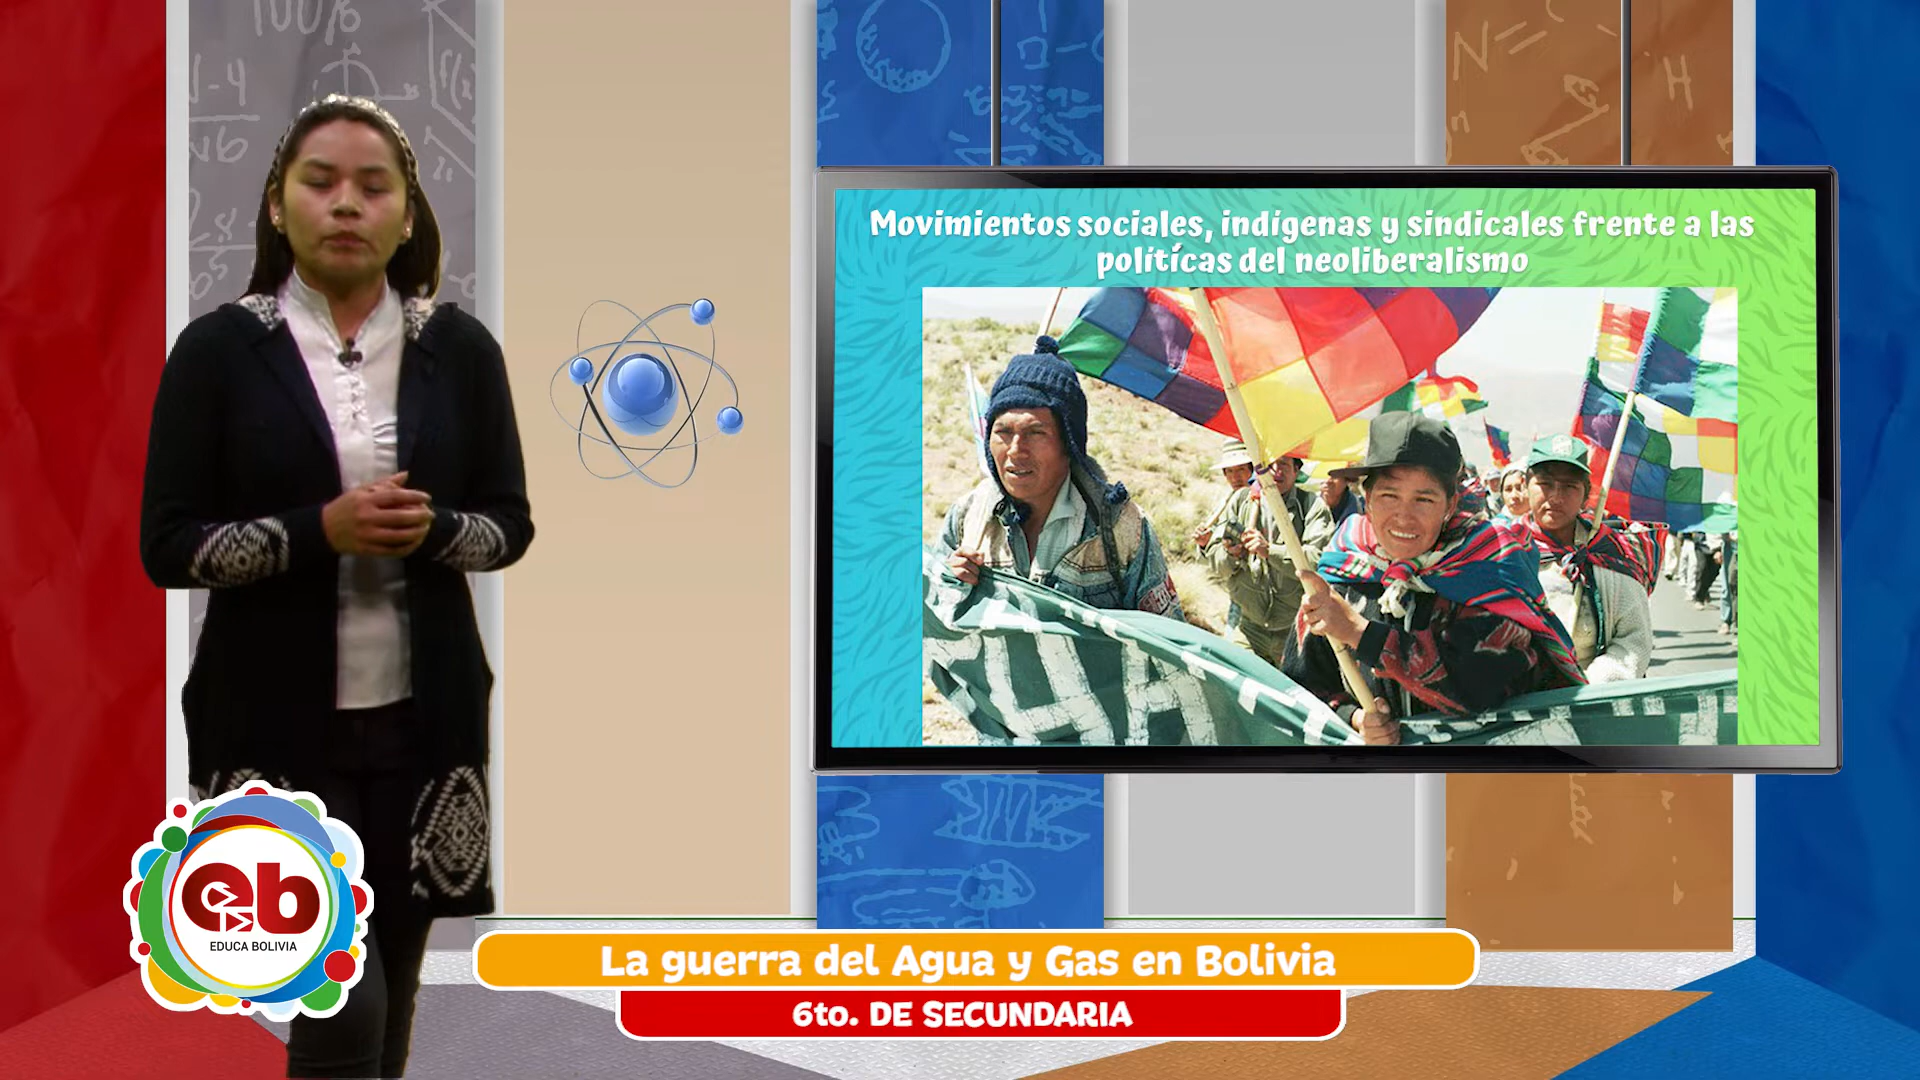 Movimientos sociales, indígenas y sindicales frente a las
políticas del neoliberalismo
eb
EDUCA BOLIVIA
La guerra del Agua y Gas en Bolivia
6to. DE SECUNDARIA